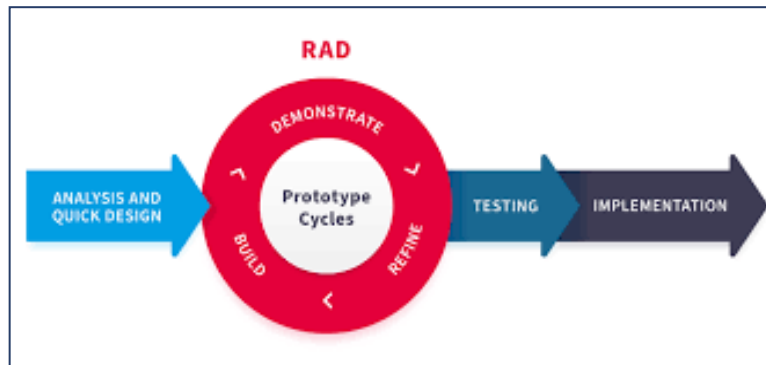 RAD
DEMONSTRATE
ANALYSIS AND
QUICK DESIGN
Prototype
Cycles
BUILD
REFINE
TESTING
IMPLEMENTATION